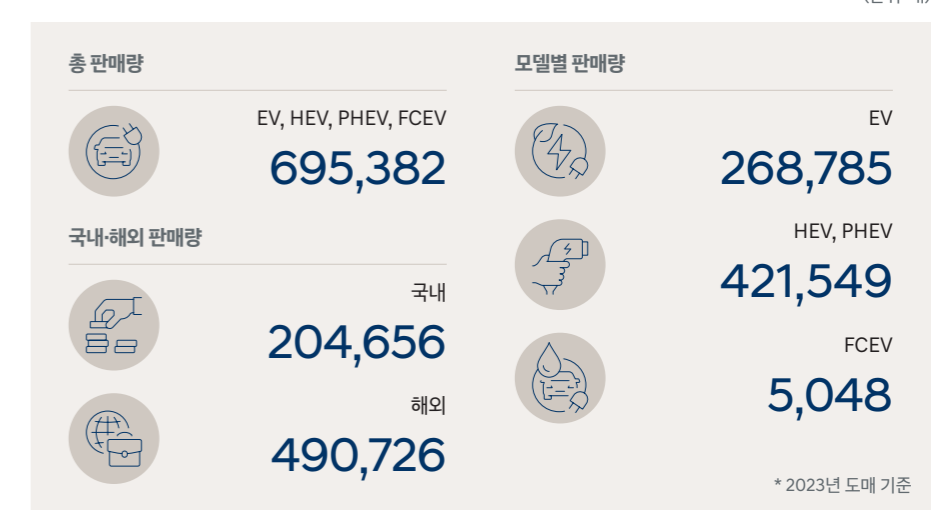 총 판매량
EV, HEV, PHEV, FCEV
695,382
국내·해외 판매량
국내
204,656
해외
490,726
모델별 판매량
EV
268,785
HEV, PHEV
421,549
FCEV
5,048
* 2023년 도매 기준